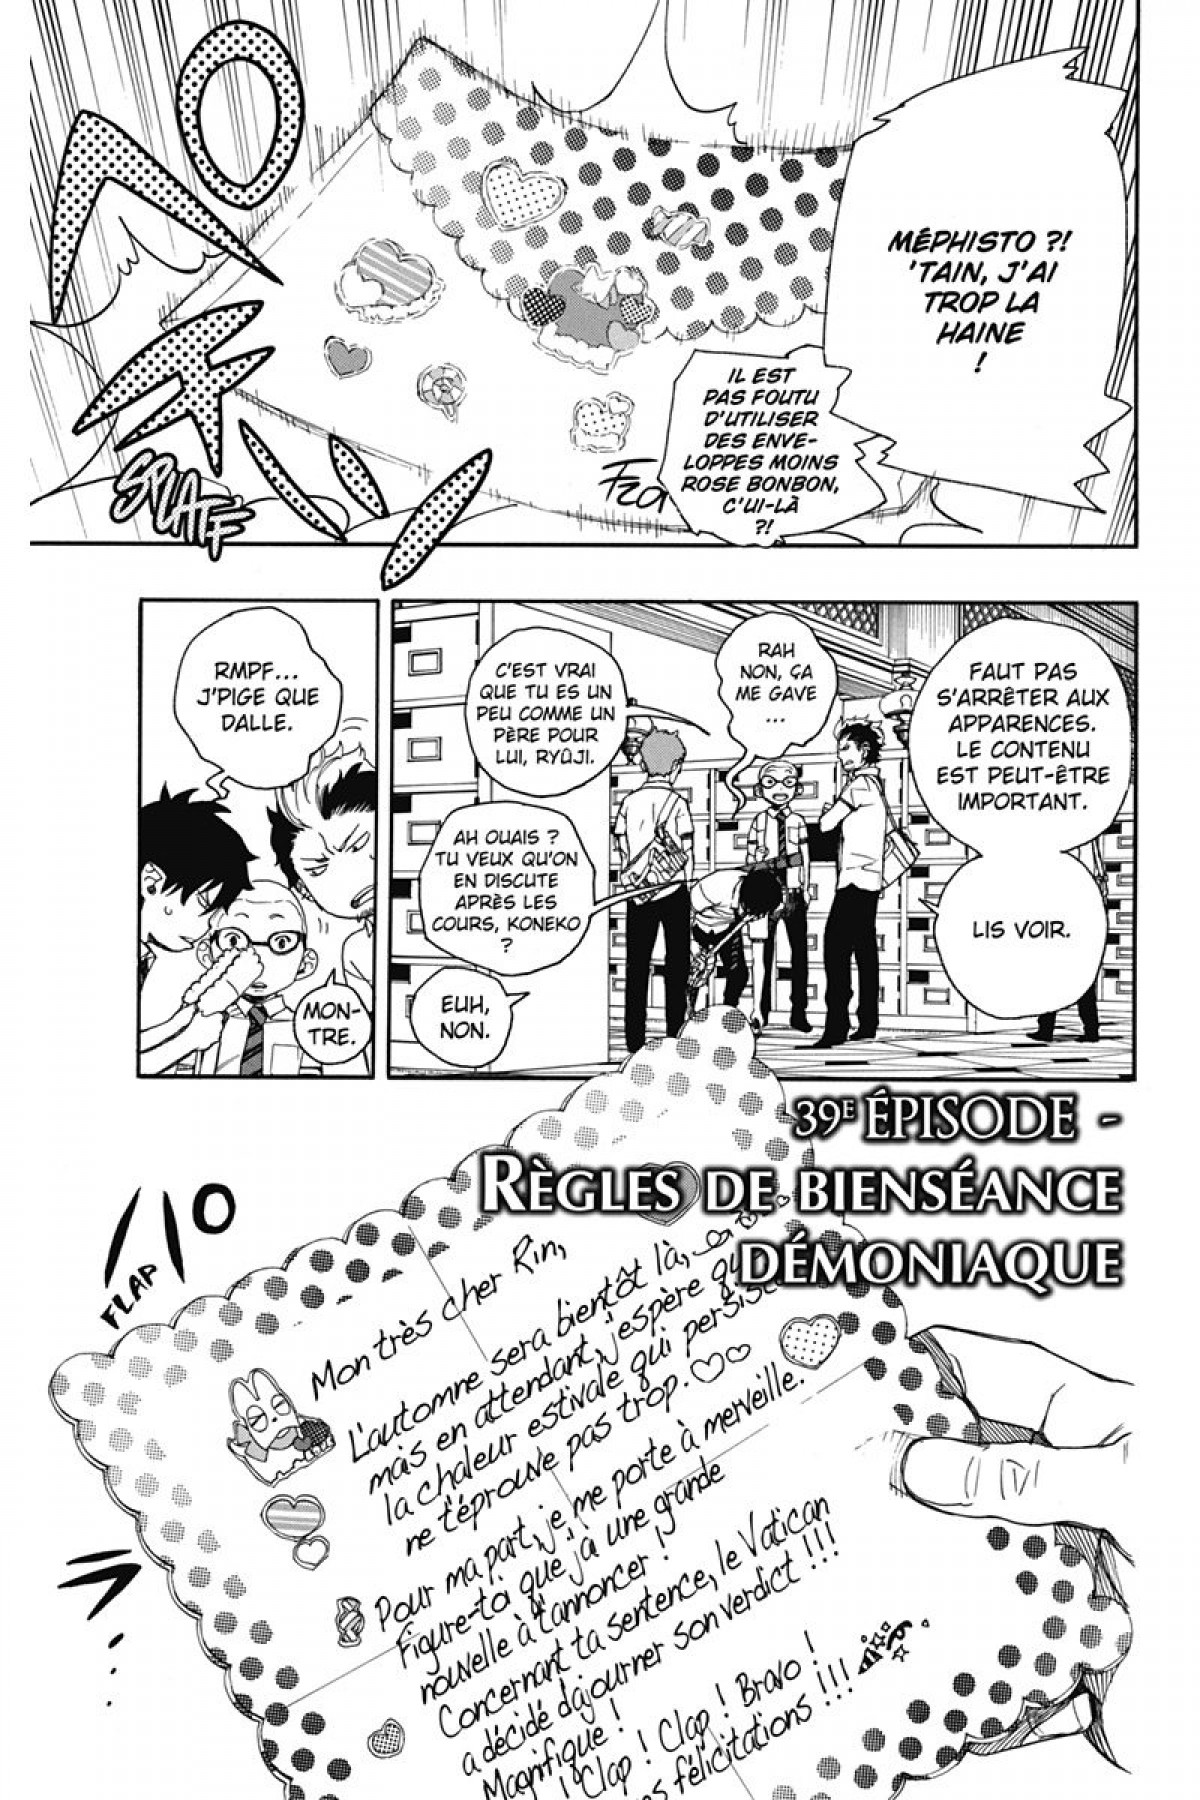 MÉPHISTO ?!
'TAIN, J'AI
TROP LA
HAINE
!
IL EST
PAS FOUTU
D'UTILISER
DES ENVE-
LOPPES MOINS
ROSE BONBON,
C'UI-LÀ
?!
SPLAFF
FAUT PAS
S'ARRÊTER AUX
APPARENCES.
LE CONTENU
EST PEUT-ÊTRE
IMPORTANT.
LIS VOIR.
RAH
NON, ÇA
ME GAVE
...
C'EST VRAI
QUE TU ES UN
PEU COMME UN
PÈRE POUR
LUI, RYÛJI.
AH OUAIS ?
TU VEUX QU'ON
EN DISCUTE
APRÈS LES
COURS, KONEKO
?
EUH,
NON.
RMPF...
J'PIGE QUE
DALLE.
MON-
TRE.
39E ÉPISODE -
RÈGLES DE BIENSÉANCE
DÉMONIAQUE
FLAP
Mon très cher Rin,
L'automne sera bientôt là,
mais en attendant, j'espère que
la chaleur estivale qui persiste
ne t'éprouve pas trop.
Pour ma part, je me porte à merveille.
Figure-toi que j'ai une grande
nouvelle à t'annoncer !
Concernant ta sentence, le Vatican
a décidé d'ajourner son verdict !!!
Magnifique !
! Clap ! Clap ! Bravo !
félicitations !!!